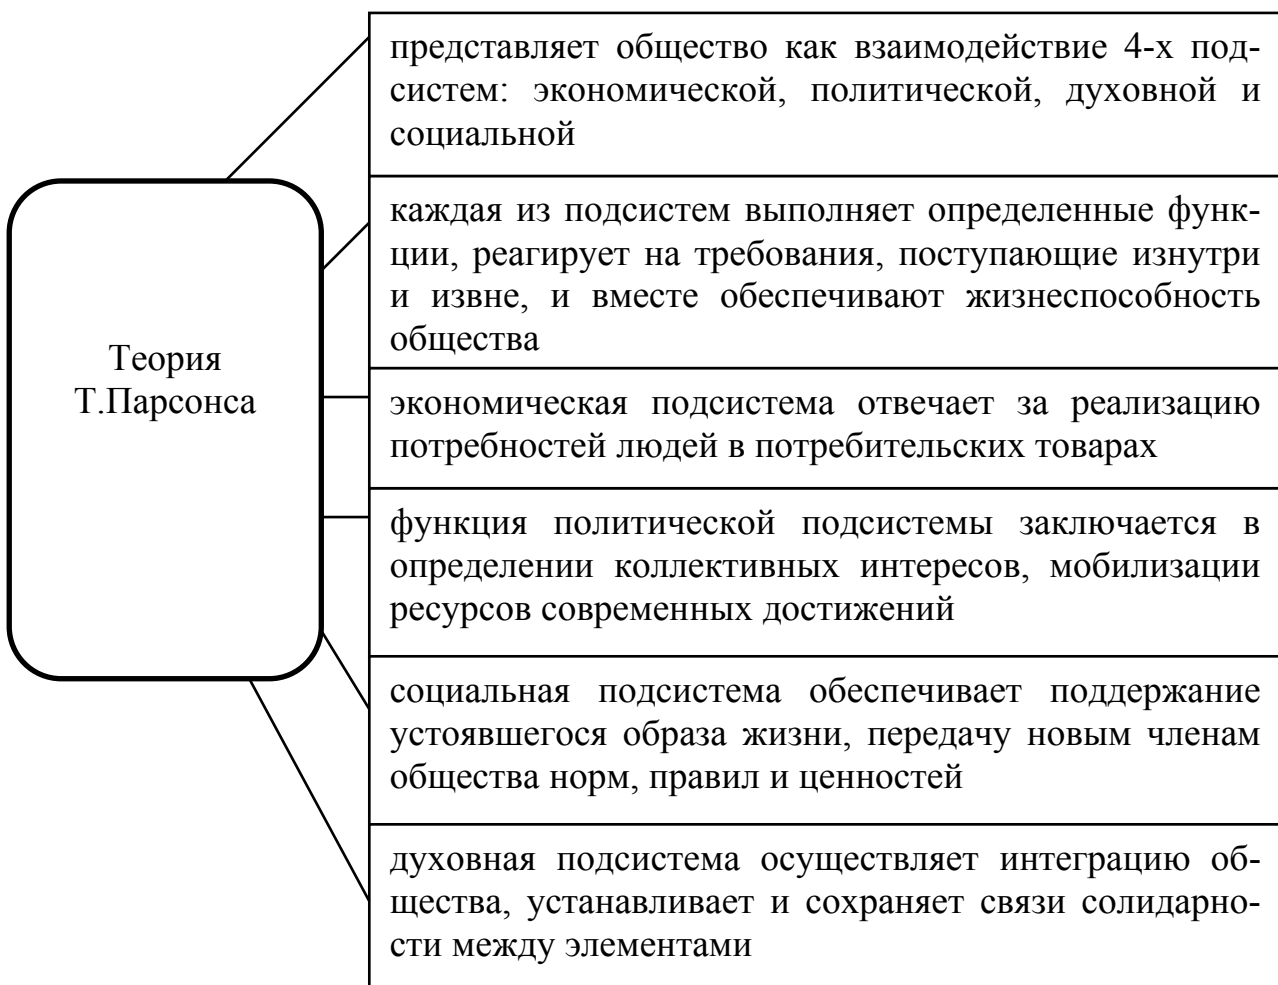 Теория
Т.Парсонса
представляет общество как взаимодействие 4-х под-
систем: экономической, политической, духовной и
социальной
каждая из подсистем выполняет определенные функ-
ции, реагирует на требования, поступающие изнутри
и извне, и вместе обеспечивают жизнеспособность
общества
экономическая подсистема отвечает за реализацию
потребностей людей в потребительских товарах
функция политической подсистемы заключается в
определении коллективных интересов, мобилизации
ресурсов современных достижений
социальная подсистема обеспечивает поддержание
устоявшегося образа жизни, передачу новым членам
общества норм, правил и ценностей
духовная подсистема осуществляет интеграцию об-
щества, устанавливает и сохраняет связи солидарно-
сти между элементами